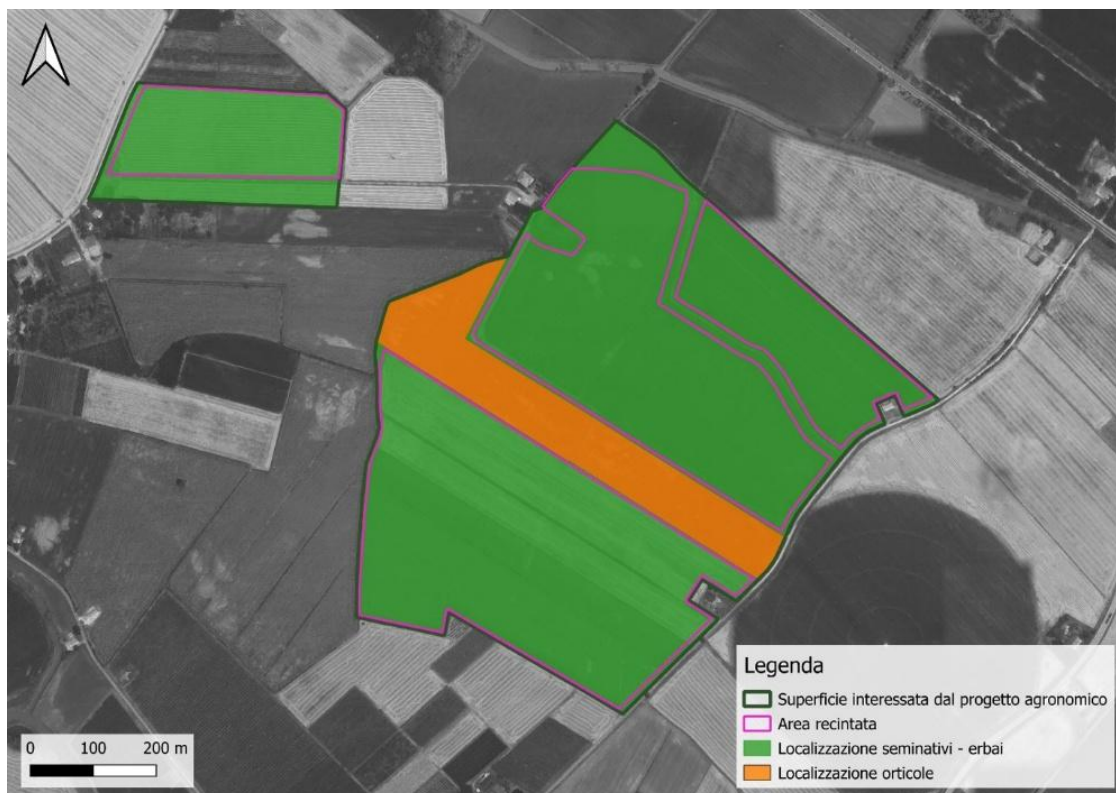 Legenda
Superficie interessata dal progetto agronomico
Area recintata
Localizzazione seminativi - erbai
Localizzazione orticole
0 100 200 m